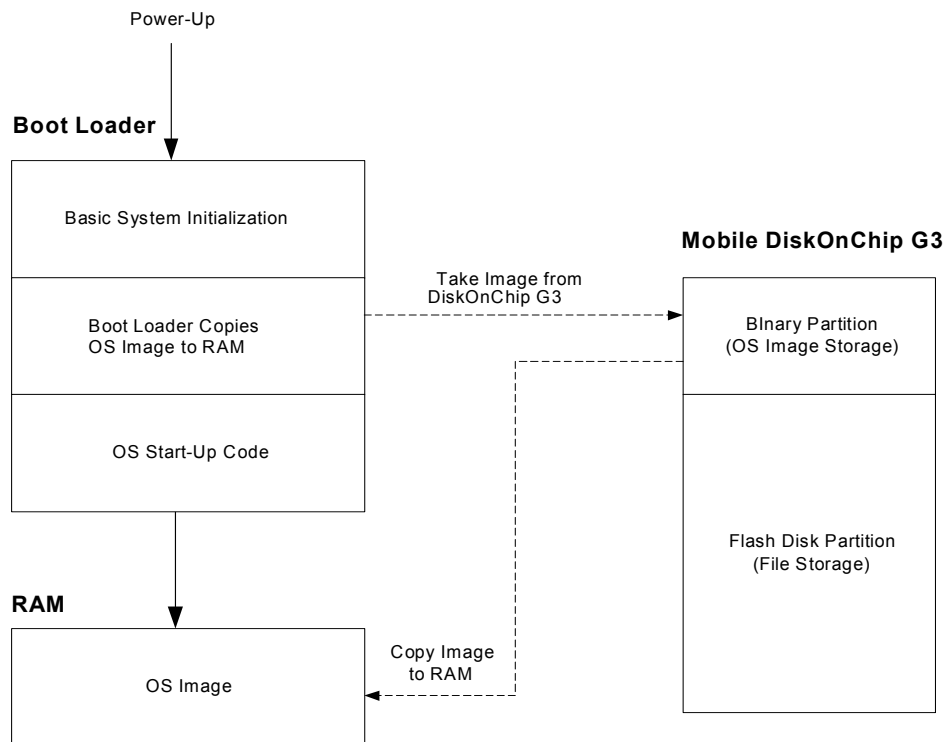 Power-Up
Boot Loader
Basic System Initialization
Mobile DiskOnChip G3
Take Image from
DiskOnChip G3
Boot Loader Copies
OS Image to RAM
BInary Partition
(OS Image Storage)
OS Start-Up Code
Flash Disk Partition
(File Storage)
RAM
Copy Image
to RAM
OS Image